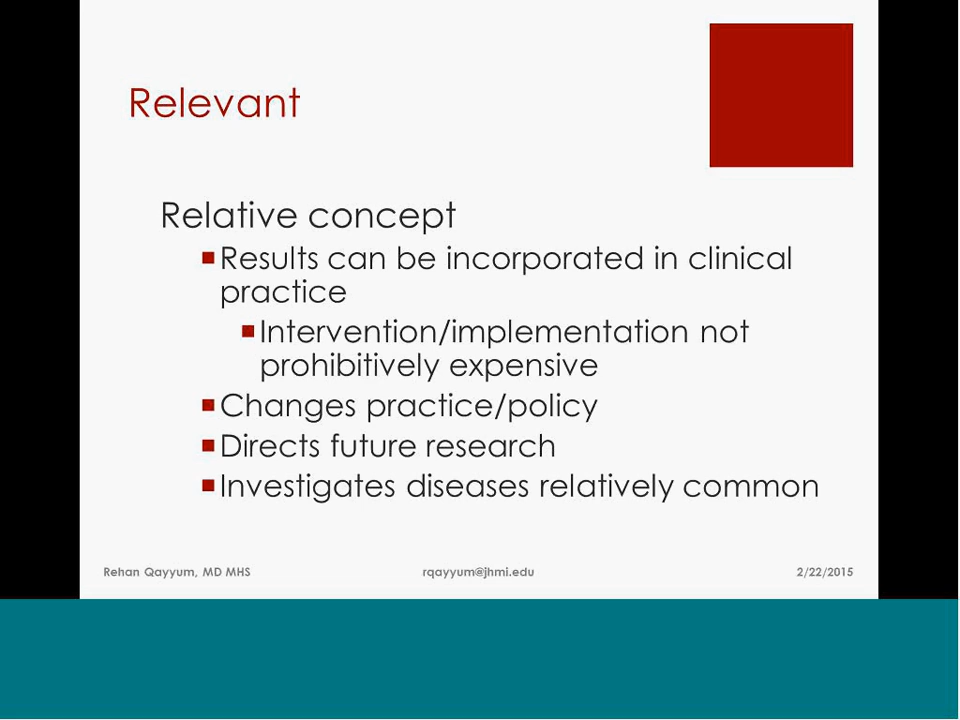 Relevant
Relative concept
Results can be incorporated in clinical
practice
Intervention/implementation not
prohibitively expensive
Changes practice/policy
Directs future research
Investigates diseases relatively common
Rehan Qayyum, MD MHS rqayyum@jhmi.edu 2/22/2015